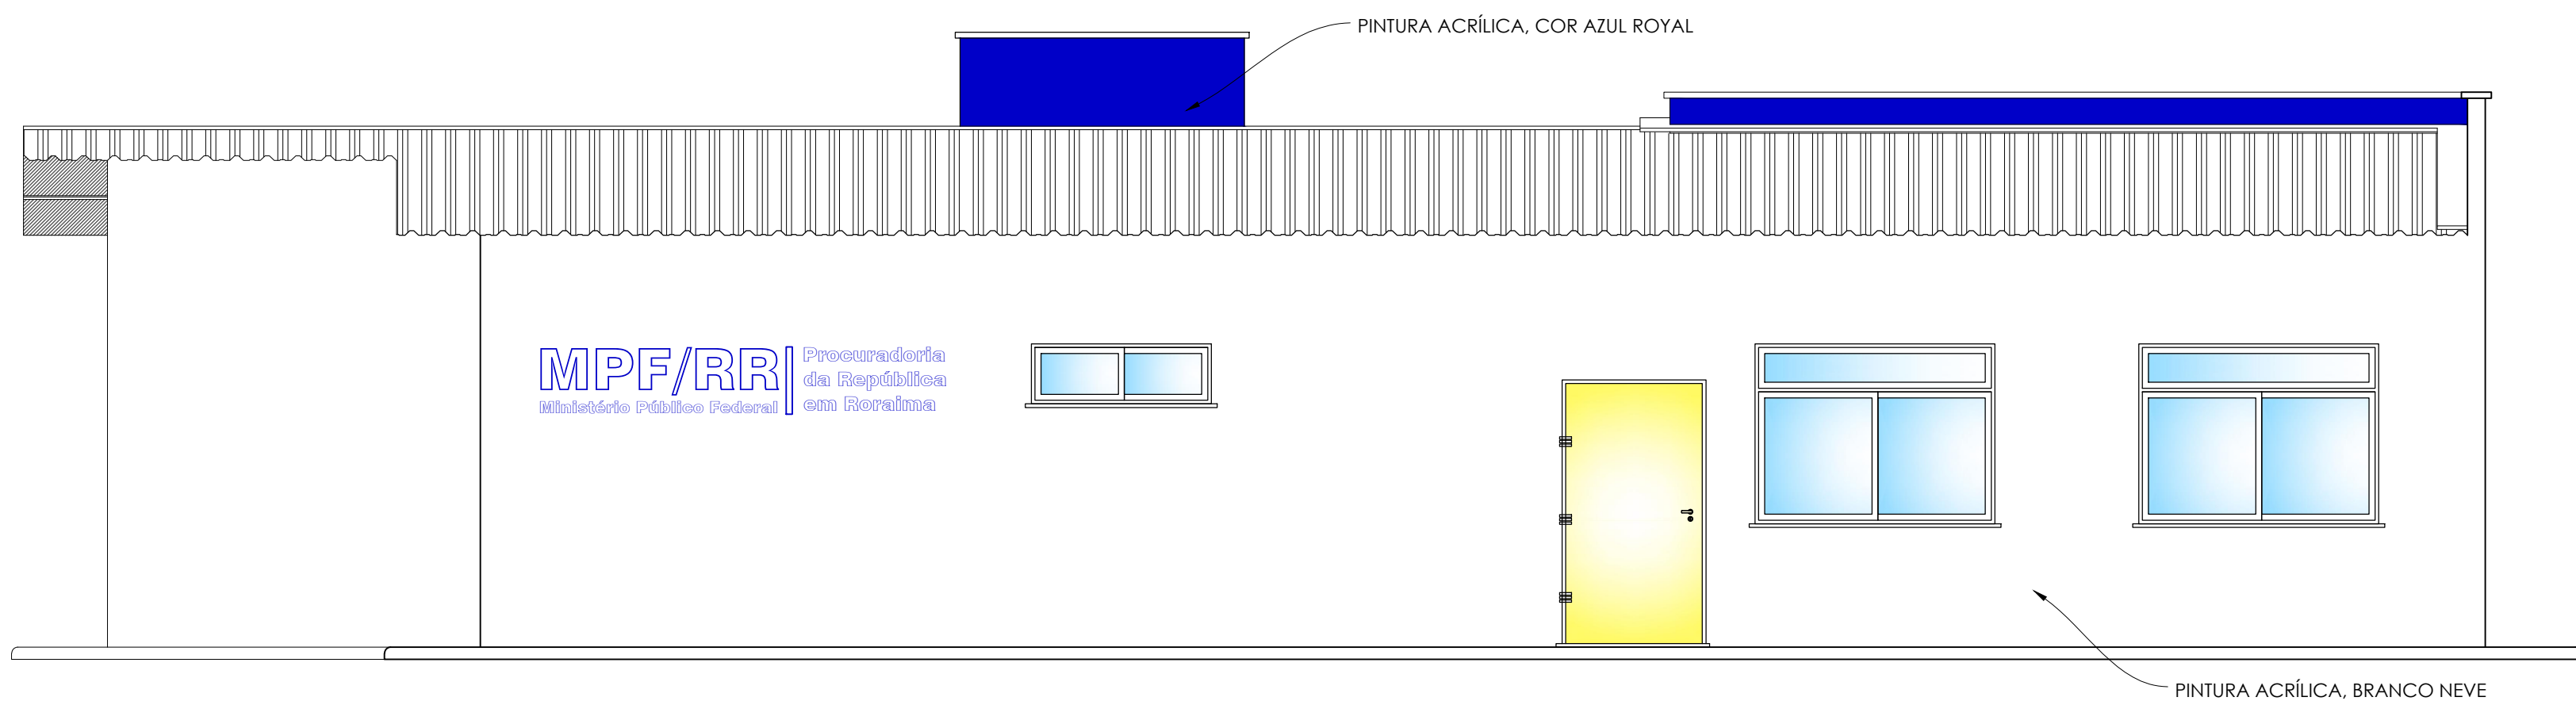 PINTURA ACRÍLICA, COR AZUL ROYAL
MPF/RR
Ministério Público Federal
Procuradoria
da República
em Roraima
PINTURA ACRÍLICA, BRANCO NEVE